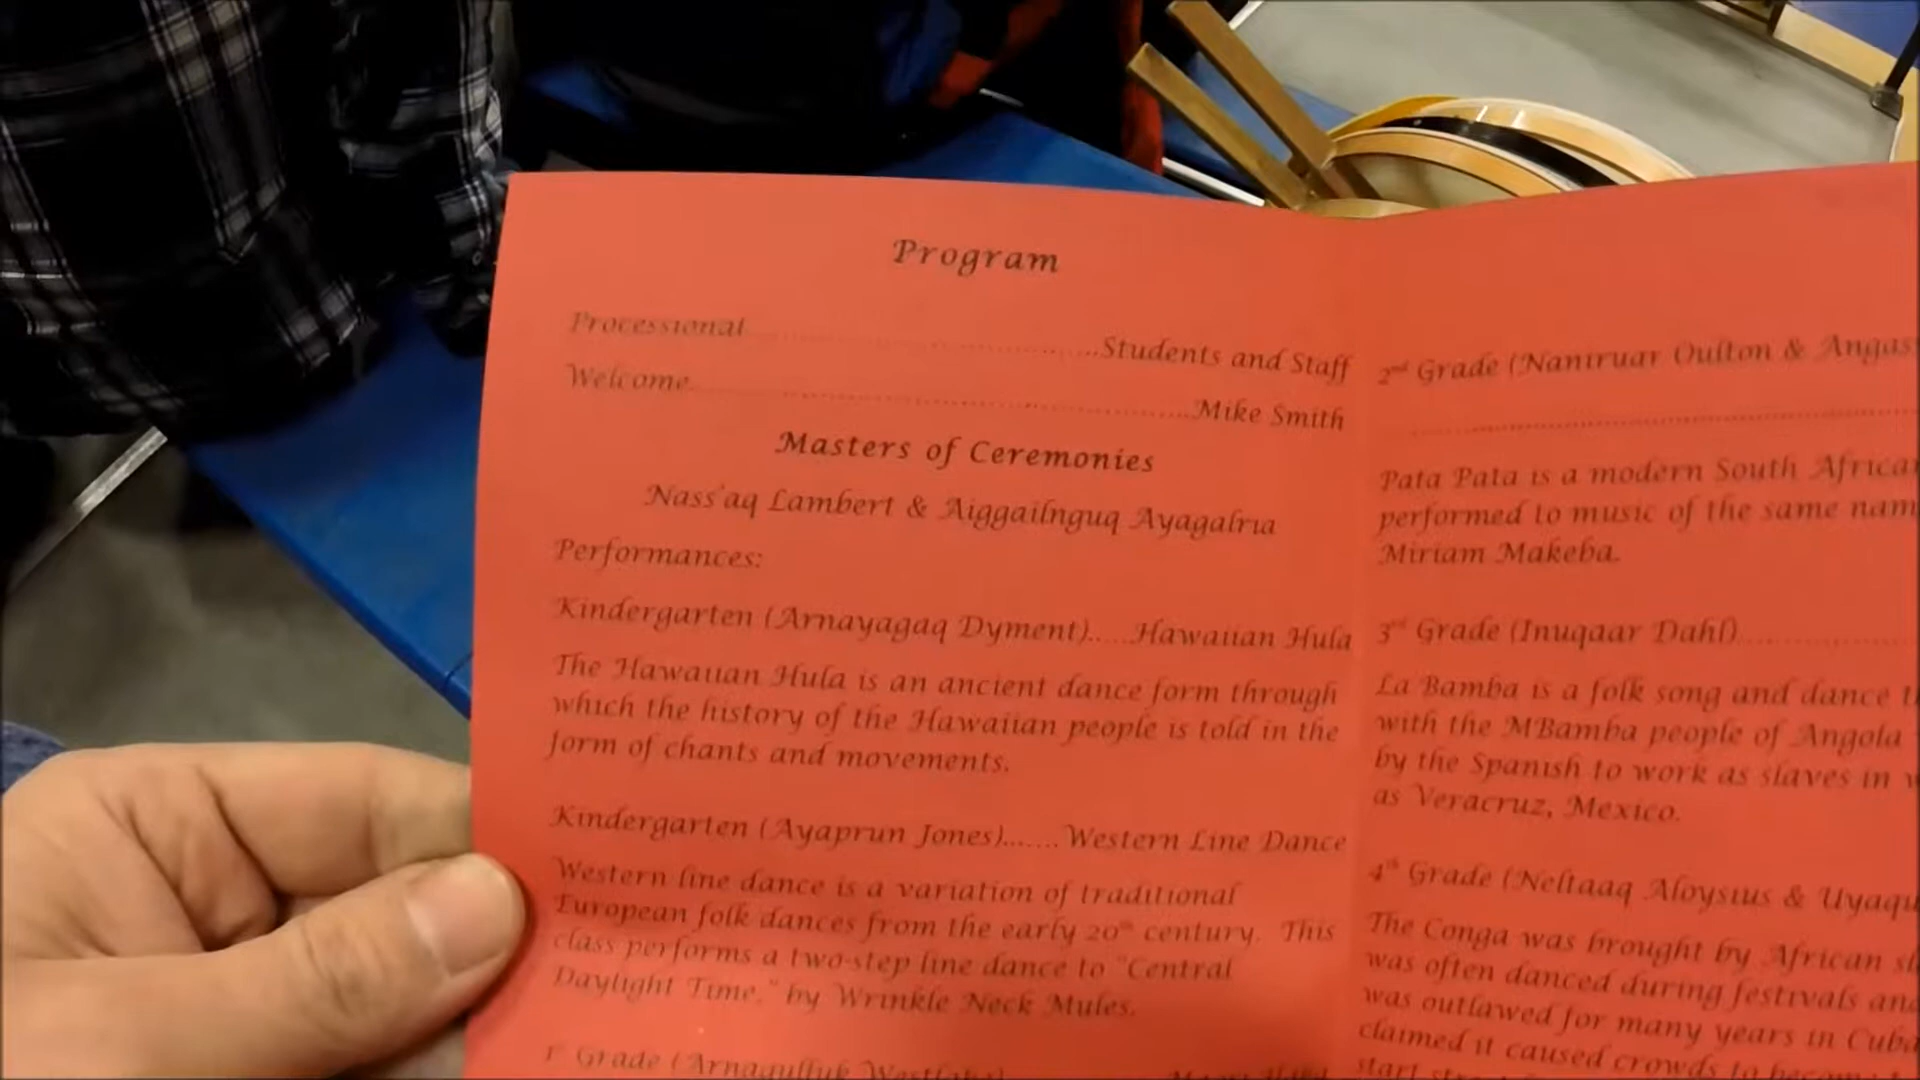 Program
Processional..........Students and Staff
Welcome..........Mike Smith
Masters of Ceremonies
Nass'aq Lambert & Aiggailnguq Ayagalria
Performances:
Kindergarten (Arnayagaq Dyment).....Hawaiian Hula
The Hawaiian Hula is an ancient dance form through
which the history of the Hawaiian people is told in the
form of chants and movements.
Kindergarten (Ayaprun Jones).......Western Line Dance
Western line dance is a variation of traditional
European folk dances from the early 20th century. This
class performs a two-step line dance to "Central
Daylight Time," by Wrinkle Neck Mules.
1st Grade (Arnaqulluk
2nd Grade (Naniruar Oulton &
Pata Pata is a modern South
performed to music of the same
Miriam Makeba.
3rd Grade (Inuqaar Dahl)..........
La Bamba is a folk song and dance
with the MBamba people of Angola
by the Spanish to work as slaves in
as Veracruz, Mexico.
4th Grade (Neltaaq Aloysius &
The Conga was brought by African
was often danced during festivals
was outlawed for many years in
claimed it caused crowds to
start